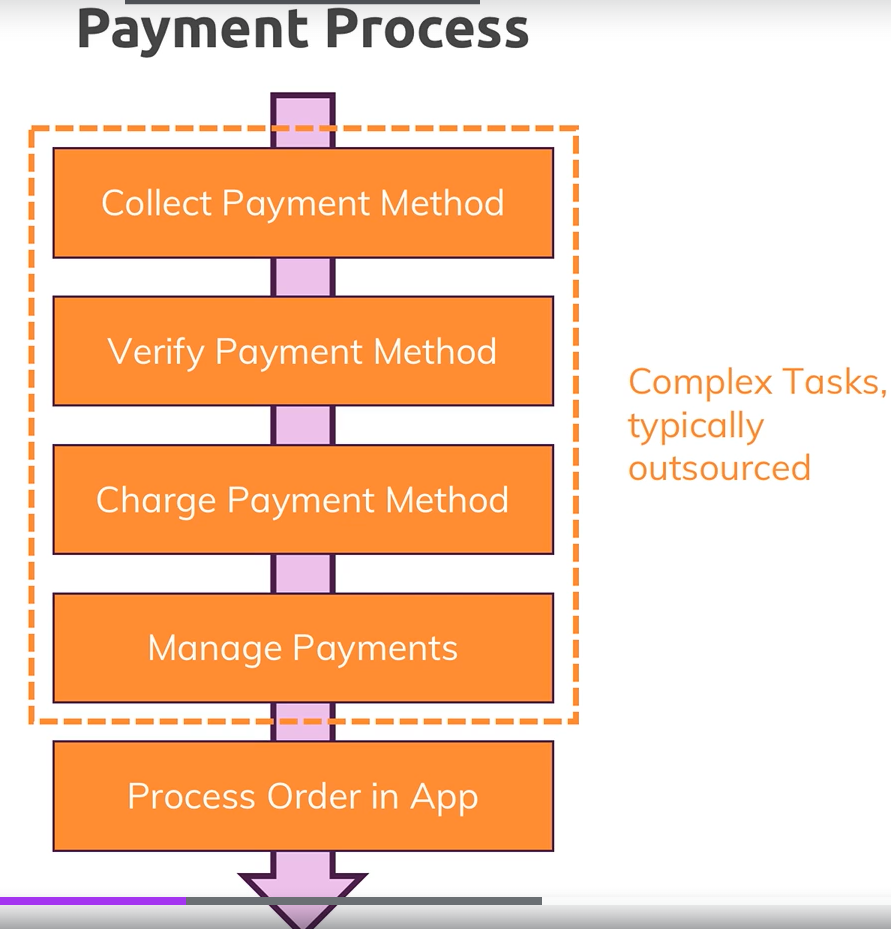 Payment Process
Collect Payment Method
Verify Payment Method
Charge Payment Method
Manage Payments
Process Order in App
Complex Tasks,
typically
outsourced